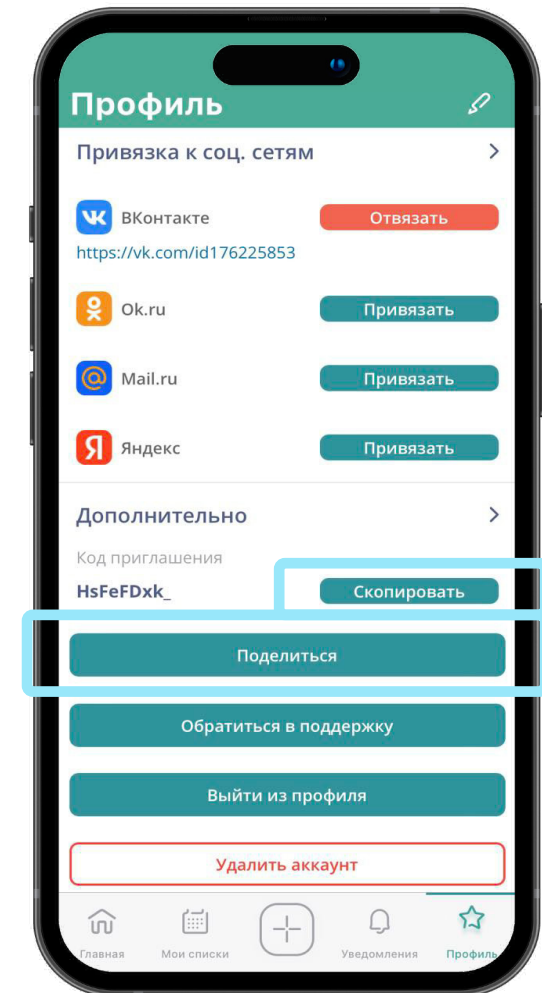 Профиль
Привязка к соц. сетям
ВКонтакте
Отвязать
https://vk.com/id176225853
Ok.ru
Привязать
Mail.ru
Привязать
Яндекс
Привязать
Дополнительно
Код приглашения
HsFeFDxk_
Скопировать
Поделиться
Обратиться в поддержку
Выйти из профиля
Удалить аккаунт
Главная
Мои списки
Уведомления
Профиль